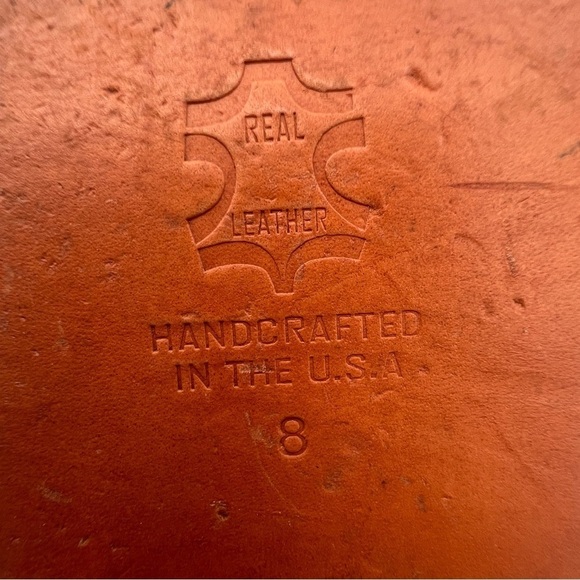 REAL
LEATHER
HANDCRAFTED
IN THE U.S.A
8